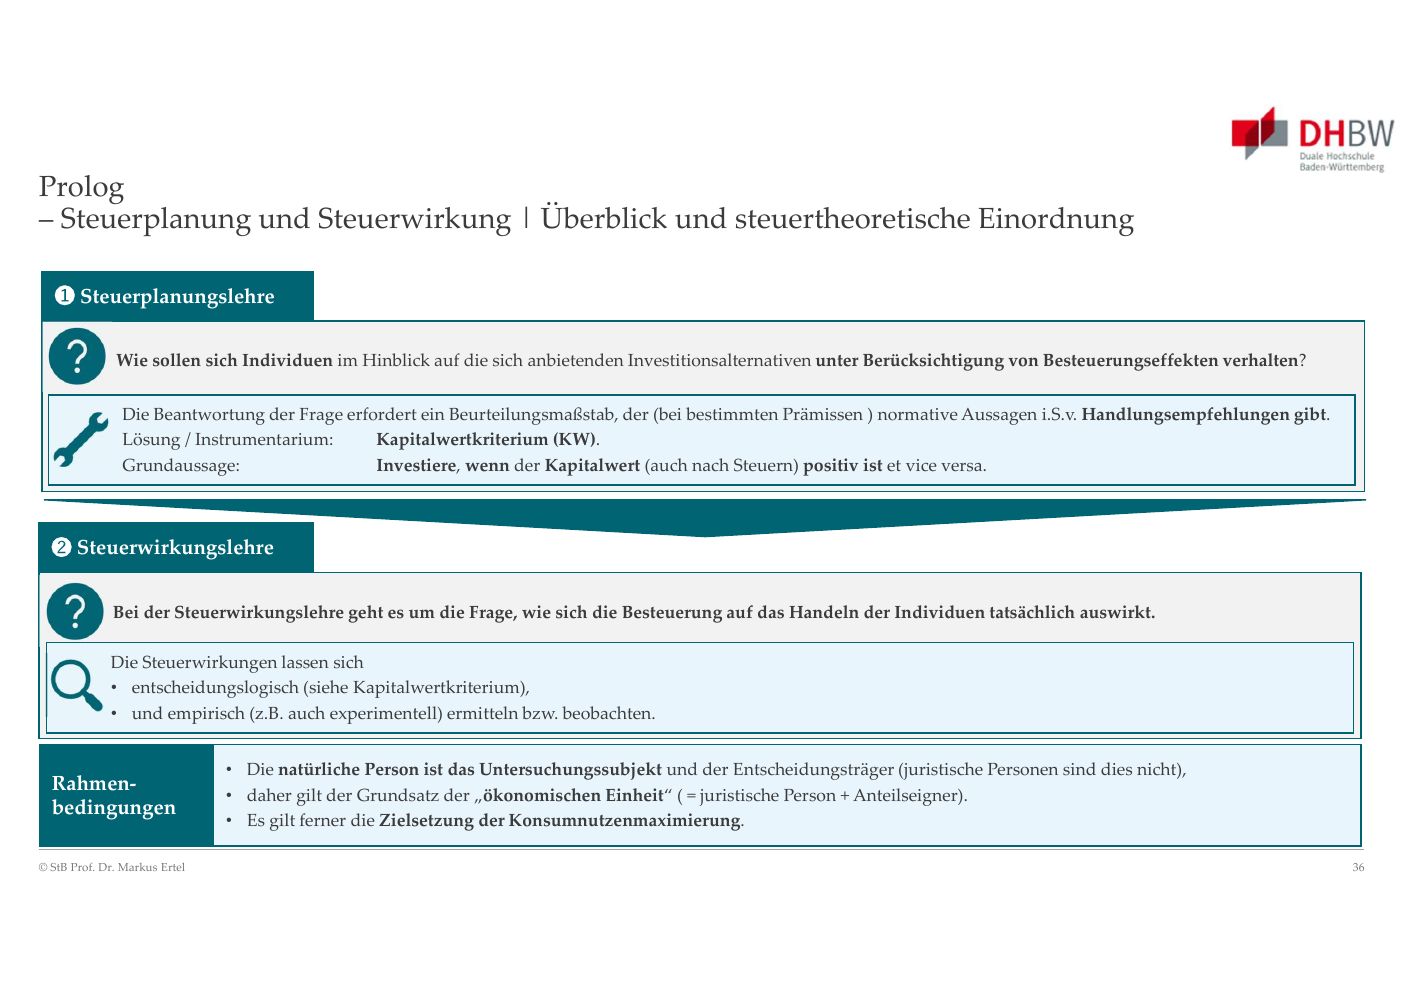 DHBW
Duale Hochschule
Baden-Württemberg
Prolog
– Steuerplanung und Steuerwirkung | Überblick und steuertheoretische Einordnung
❶ Steuerplanungslehre
? Wie sollen sich Individuen im Hinblick auf die sich anbietenden Investitionsalternativen unter Berücksichtigung von Besteuerungseffekten verhalten?
Die Beantwortung der Frage erfordert ein Beurteilungsmaßstab, der (bei bestimmten Prämissen ) normative Aussagen i.S.v. Handlungsempfehlungen gibt.
Lösung / Instrumentarium: Kapitalwertkriterium (KW).
Grundaussage: Investiere, wenn der Kapitalwert (auch nach Steuern) positiv ist et vice versa.
❷ Steuerwirkungslehre
? Bei der Steuerwirkungslehre geht es um die Frage, wie sich die Besteuerung auf das Handeln der Individuen tatsächlich auswirkt.
Die Steuerwirkungen lassen sich
• entscheidungslogisch (siehe Kapitalwertkriterium),
• und empirisch (z.B. auch experimentell) ermitteln bzw. beobachten.
Rahmen-
bedingungen
• Die natürliche Person ist das Untersuchungssubjekt und der Entscheidungsträger (juristische Personen sind dies nicht),
• daher gilt der Grundsatz der „ökonomischen Einheit“ ( = juristische Person + Anteilseigner).
• Es gilt ferner die Zielsetzung der Konsumnutzenmaximierung.
© StB Prof. Dr. Markus Ertel
36